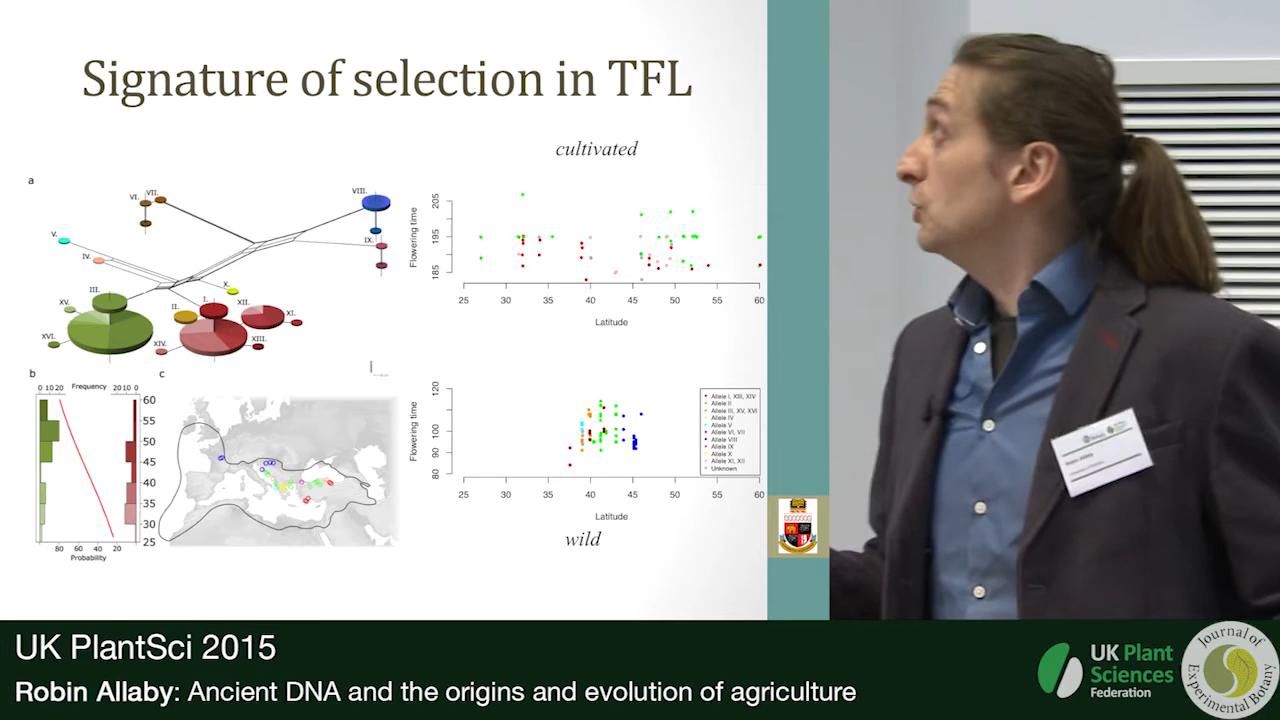 Signature of selection in TFL
cultivated
a
VI.
VII.
VIII.
V.
IX.
IV.
X.
III.
I.
XII.
XV.
II.
XI.
XVI.
XIV.
XIII.
Flowering time
205
195
185
25 30 35 40 45 50 55 60
Latitude
b
c
0 10 20 Frequency 20 10 0
60
50
45
40
35
30
25
80 60 40 20
Probability
Flowering time
120
100
90
80
Allele I, XIII, XIV
Allele II
Allele III, XV, XVI
Allele IV
Allele V
Allele VI, VII
Allele VIII
Allele IX
Allele X
Allele XI, XII
Unknown
25 30 35 40 45 50 55 60
Latitude
wild
UK PlantSci 2015
Robin Allaby: Ancient DNA and the origins and evolution of agriculture
UK Plant
Sciences
Federation
Journal of
Experimental Botany